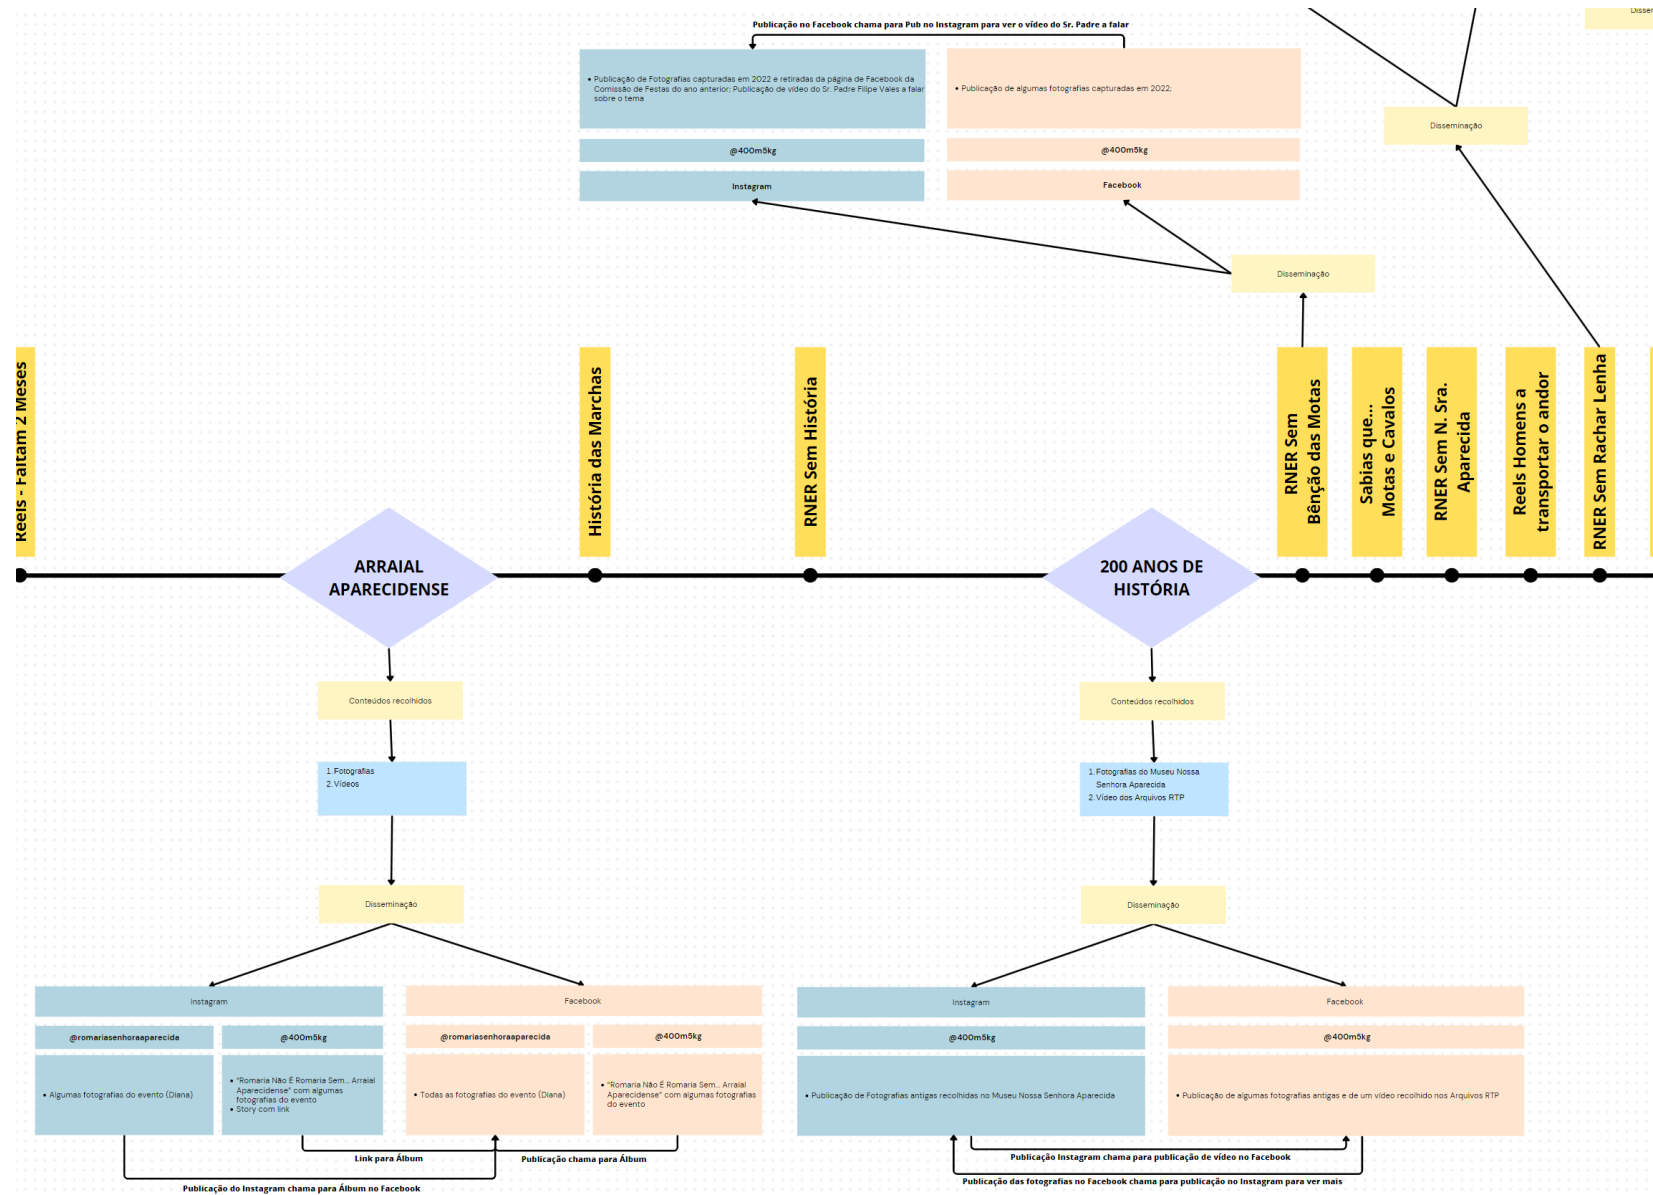 Publicação no Facebook chama para Pub no Instagram para ver o vídeo do Sr. Padre a falar
• Publicação de Fotografias capturadas em 2022 e retiradas da página de Facebook da
Comissão de Festas do ano anterior; Publicação de vídeo do Sr. Padre Filipe Vales a falar
sobre o tema
• Publicação de algumas fotografias capturadas em 2022;
@400m5kg
@400m5kg
Instagram
Facebook
Disseminação
Disseminação
Reels - Faltam 2 Meses
História das Marchas
RNER Sem História
RNER Sem
Bênção das Motas
Sabias que...
Motas e Cavalos
RNER Sem N. Sra.
Aparecida
Reels Homens a
transportar o andor
RNER Sem Rachar Lenha
ARRAIAL
APARECIDENSE
200 ANOS DE
HISTÓRIA
Conteúdos recolhidos
1. Fotografias
2. Vídeos
Disseminação
Instagram
Facebook
@romariasenhoraaparecida
@400m5kg
@romariasenhoraaparecida
@400m5kg
• Algumas fotografias do evento (Diana)
• "Romaria Não É Romaria Sem... Arraial
Aparecidense" com algumas
fotografias do evento
• Story com link
• Todas as fotografias do evento (Diana)
• "Romaria Não É Romaria Sem... Arraial
Aparecidense" com algumas fotografias
do evento
Link para Álbum
Publicação chama para Álbum
Publicação do Instagram chama para Álbum no Facebook
Conteúdos recolhidos
1. Fotografias do Museu Nossa
Senhora Aparecida
2. Vídeo dos Arquivos RTP
Disseminação
Instagram
Facebook
@400m5kg
@400m5kg
• Publicação de Fotografias antigas recolhidas no Museu Nossa Senhora Aparecida
• Publicação de algumas fotografias antigas e de um vídeo recolhido nos Arquivos RTP
Publicação Instagram chama para publicação de vídeo no Facebook
Publicação das fotografias no Facebook chama para publicação no Instagram para ver mais